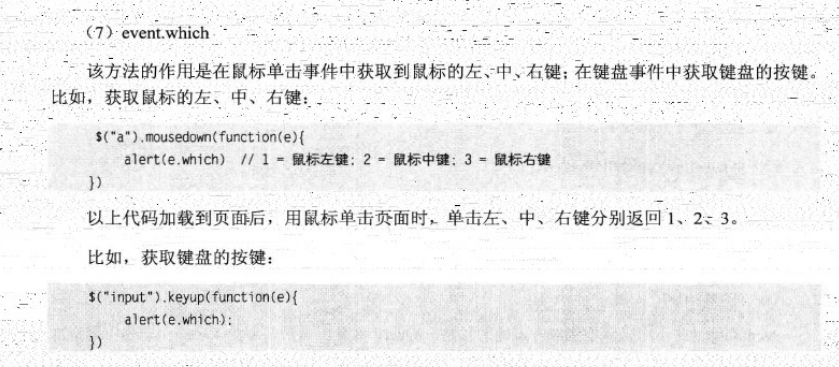 （7）event.which
该方法的作用是在鼠标单击事件中获取到鼠标的左、中、右键；在键盘事件中获取键盘的按键。
比如，获取鼠标的左、中、右键：
$("a").mousedown(function(e){
alert(e.which)  // 1 = 鼠标左键; 2 = 鼠标中键; 3 = 鼠标右键
})
以上代码加载到页面后，用鼠标单击页面时，单击左、中、右键分别返回 1、2、3。
比如，获取键盘的按键：
$("input").keyup(function(e){
alert(e.which);
})